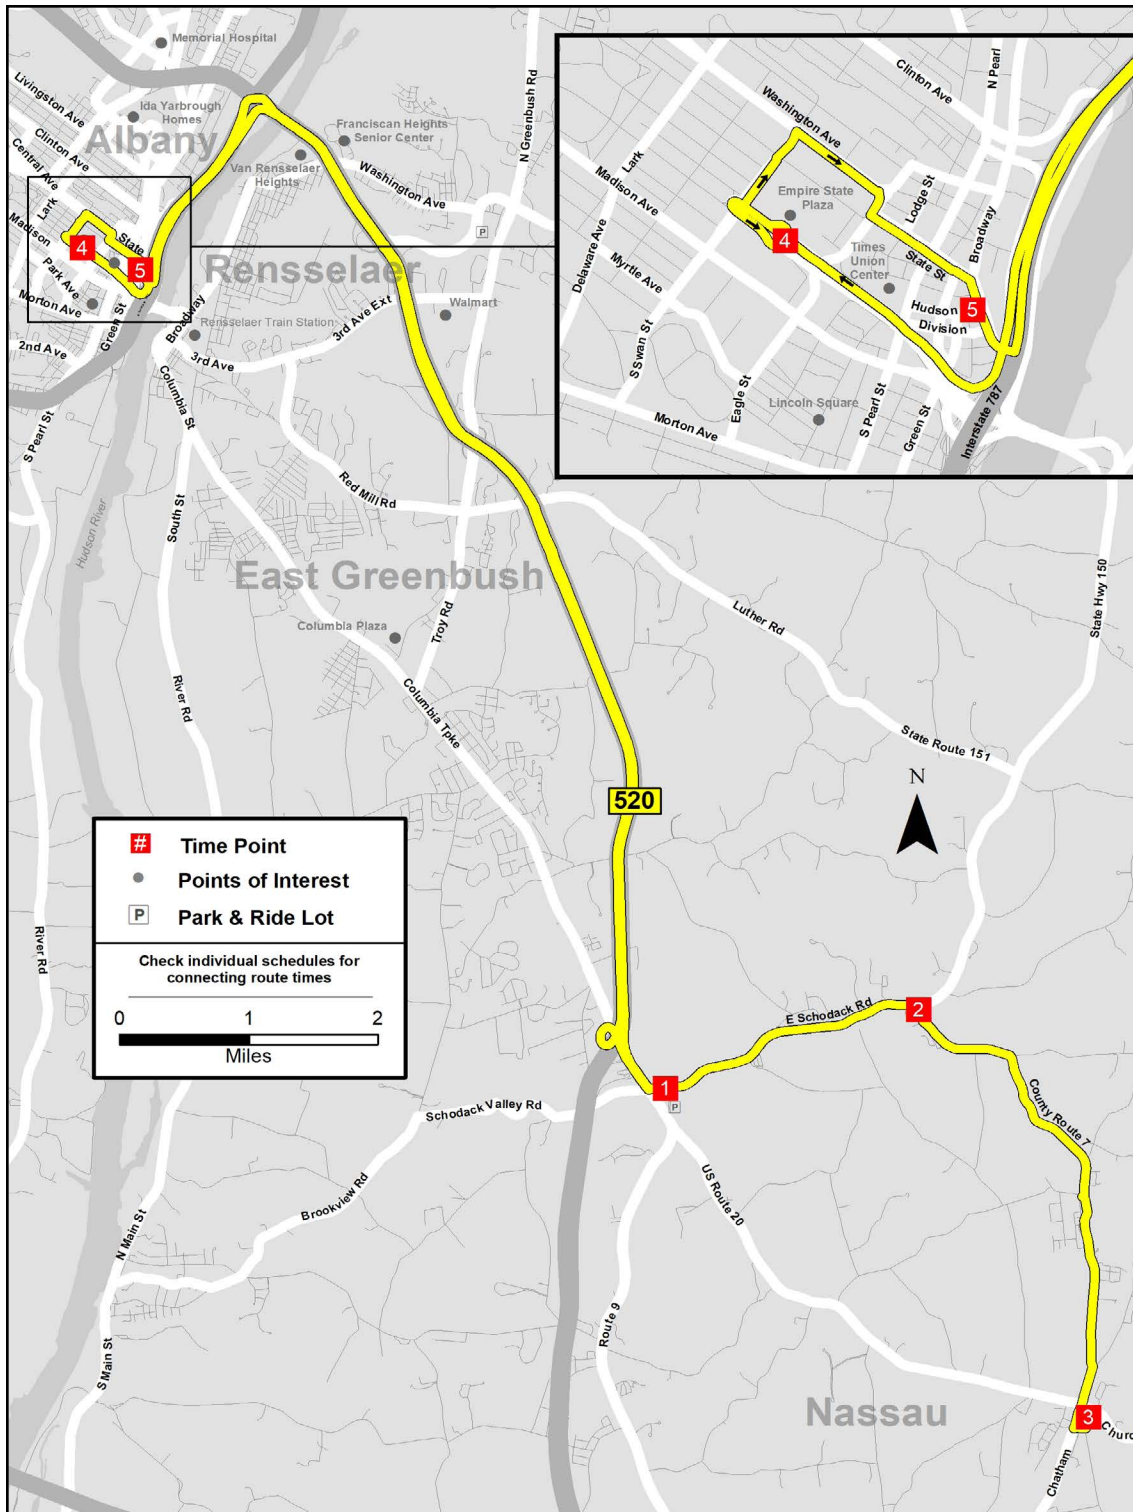 Memorial Hospital
Livingston Ave
Ida Yarbrough
Homes
Albany
Clinton Ave
Central Ave
Franciscan Heights
Senior Center
Van Rensselaer
Heights
Washington Ave
N Greenbush Rd
Lark
Madison
State
4
5
Park Ave
Morton Ave
Green St
2nd Ave
Broadway
Rensselaer
P
Walmart
Rensselaer Train Station
3rd Ave Ext
3rd Ave
Columbia St
S Pearl St
South St
Hudson River
Red Mill Rd
East Greenbush
Columbia Plaza
Troy Rd
Columbia Tpke
River Rd
Luther Rd
State Hwy 150
State Route 151
N
520
Clinton Ave
N Pearl
Washington Ave
Lark
Madison Ave
Empire State
Plaza
Lodge St
Broadway
4
Delaware Ave
Times
Union
Center
State St
Myrtle Ave
Hudson
5
Division
S Swan St
Eagle St
Lincoln Square
S Pearl St
Green St
Interstate 787
Morton Ave
#
Time Point
Points of Interest
P
Park & Ride Lot
Check individual schedules for
connecting route times
0
1
2
Miles
River Rd
E Schodack Rd
2
1
P
Schodack Valley Rd
County Route 7
Brookview Rd
US Route 20
N Main St
Route 9
S Main St
Nassau
3
Churc
Chatham